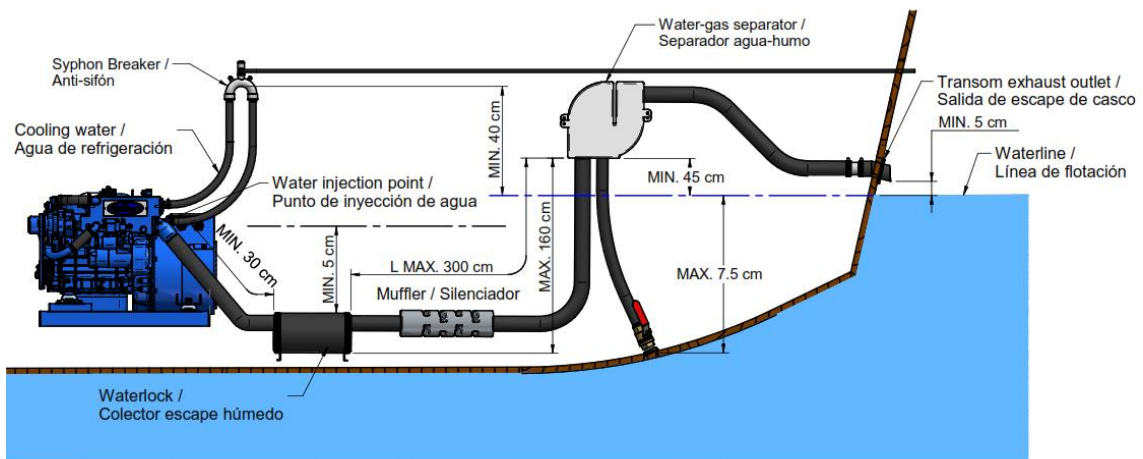 Water-gas separator /
Separador agua-humo
Syphon Breaker /
Anti-sifón
Transom exhaust outlet /
Salida de escape de casco
MIN. 5 cm
MIN. 40 cm
Cooling water /
Agua de refrigeración
Waterline /
Línea de flotación
Water injection point /
Punto de inyección de agua
MIN. 45 cm
MIN. 30 cm
MIN. 5 cm
L MAX. 300 cm
MAX. 160 cm
MAX. 7.5 cm
Muffler / Silenciador
Waterlock /
Colector escape húmedo